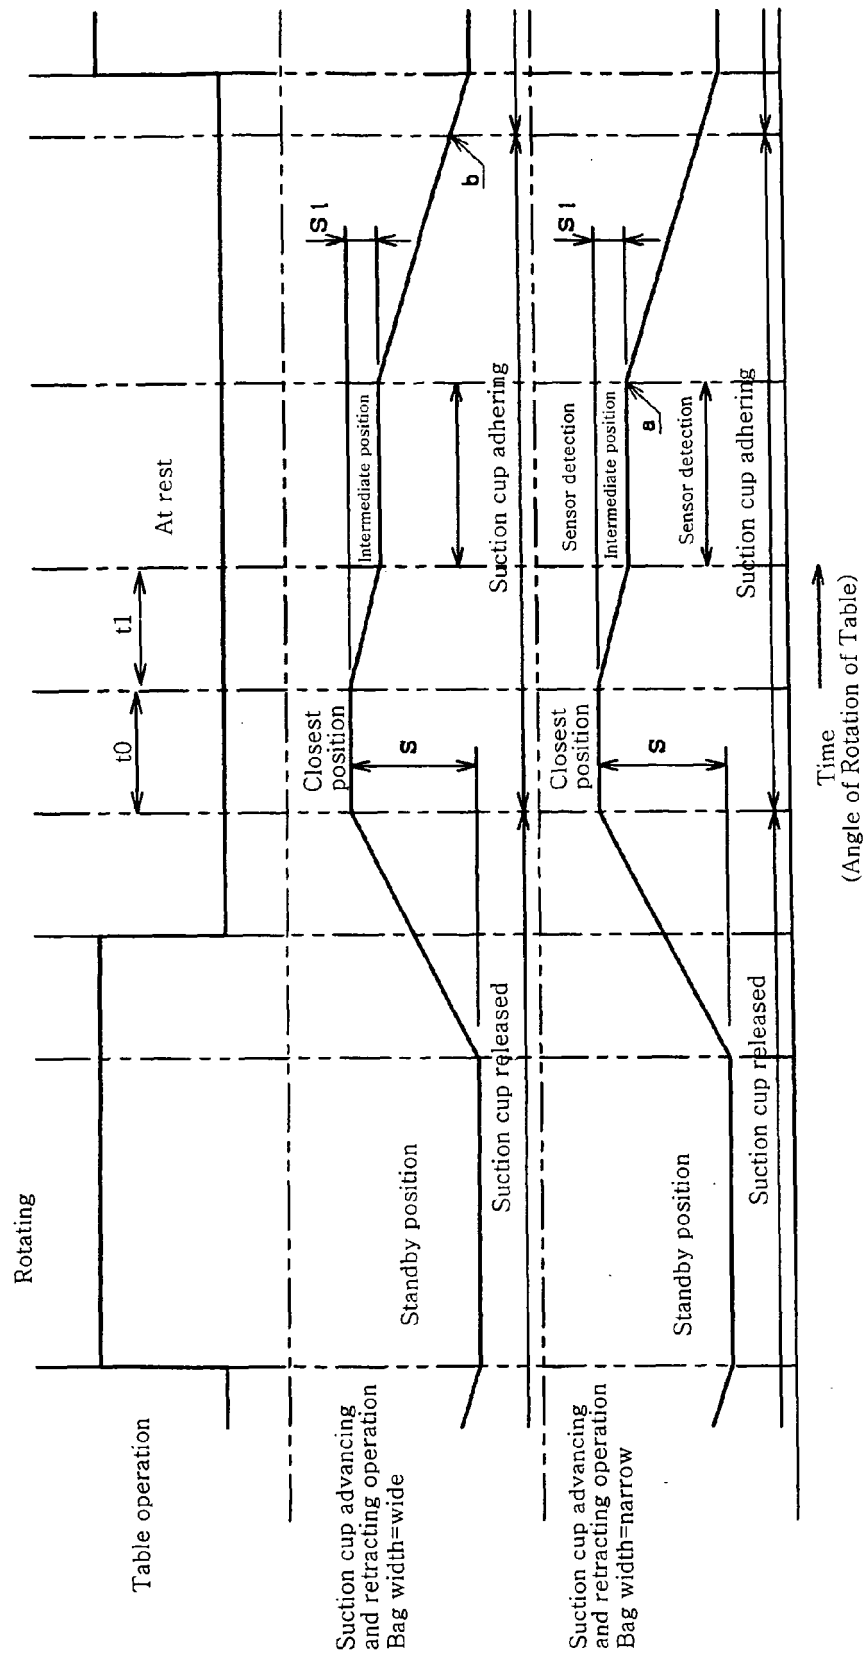 Rotating
At rest
Table operation
t0
t1
Suction cup advancing
and retracting operation
Bag width=wide
Standby position
Closest
position
S
Intermediate position
S1
b
Suction cup released
Suction cup adhering
Sensor detection
Suction cup advancing
and retracting operation
Bag width=narrow
Standby position
Closest
position
S
Intermediate position
S1
a
Sensor detection
Suction cup released
Suction cup adhering
Time
(Angle of Rotation of Table)